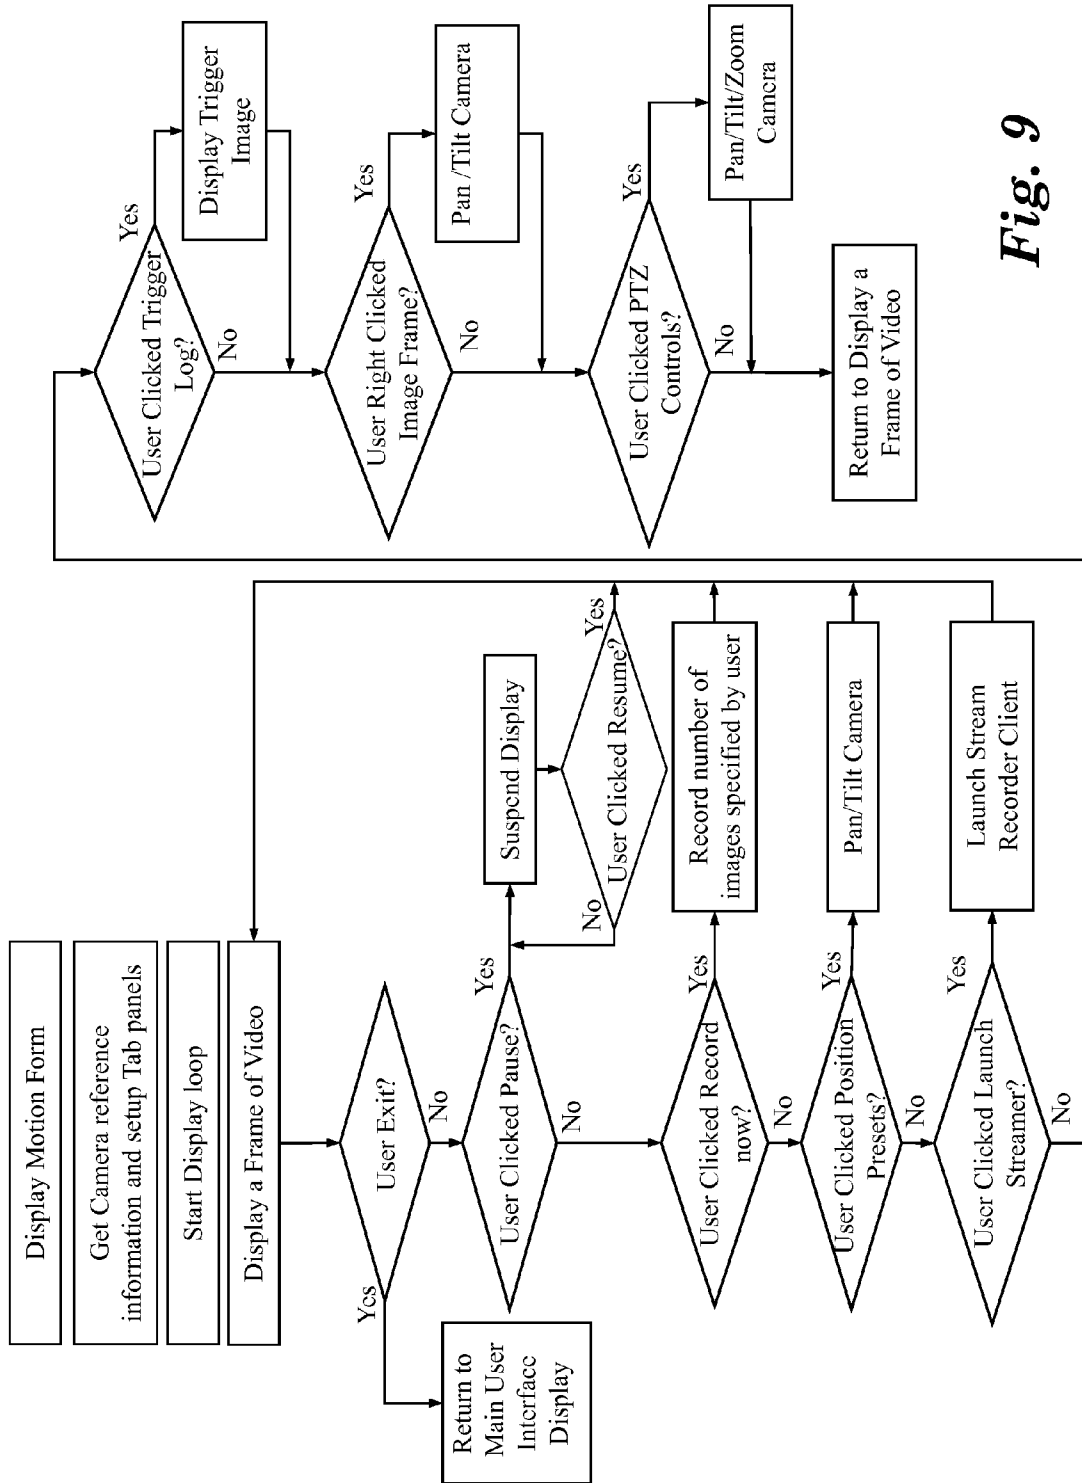 Display Motion Form
Get Camera reference
information and setup Tab panels
Start Display loop
Display a Frame of Video
User Exit?
Yes
No
Return to
Main User
Interface
Display
User Clicked Pause?
Yes
No
Suspend Display
User Clicked Resume?
Yes
No
User Clicked Record
now?
Yes
No
Record number of
images specified by user
User Clicked Position
Presets?
Yes
No
Pan/Tilt Camera
User Clicked Launch
Streamer?
Yes
No
Launch Stream
Recorder Client
User Clicked Trigger
Log?
Yes
No
Display Trigger
Image
User Right Clicked
Image Frame?
Yes
No
Pan /Tilt Camera
User Clicked PTZ
Controls?
Yes
No
Pan/Tilt/Zoom
Camera
Return to Display a
Frame of Video
Fig. 9